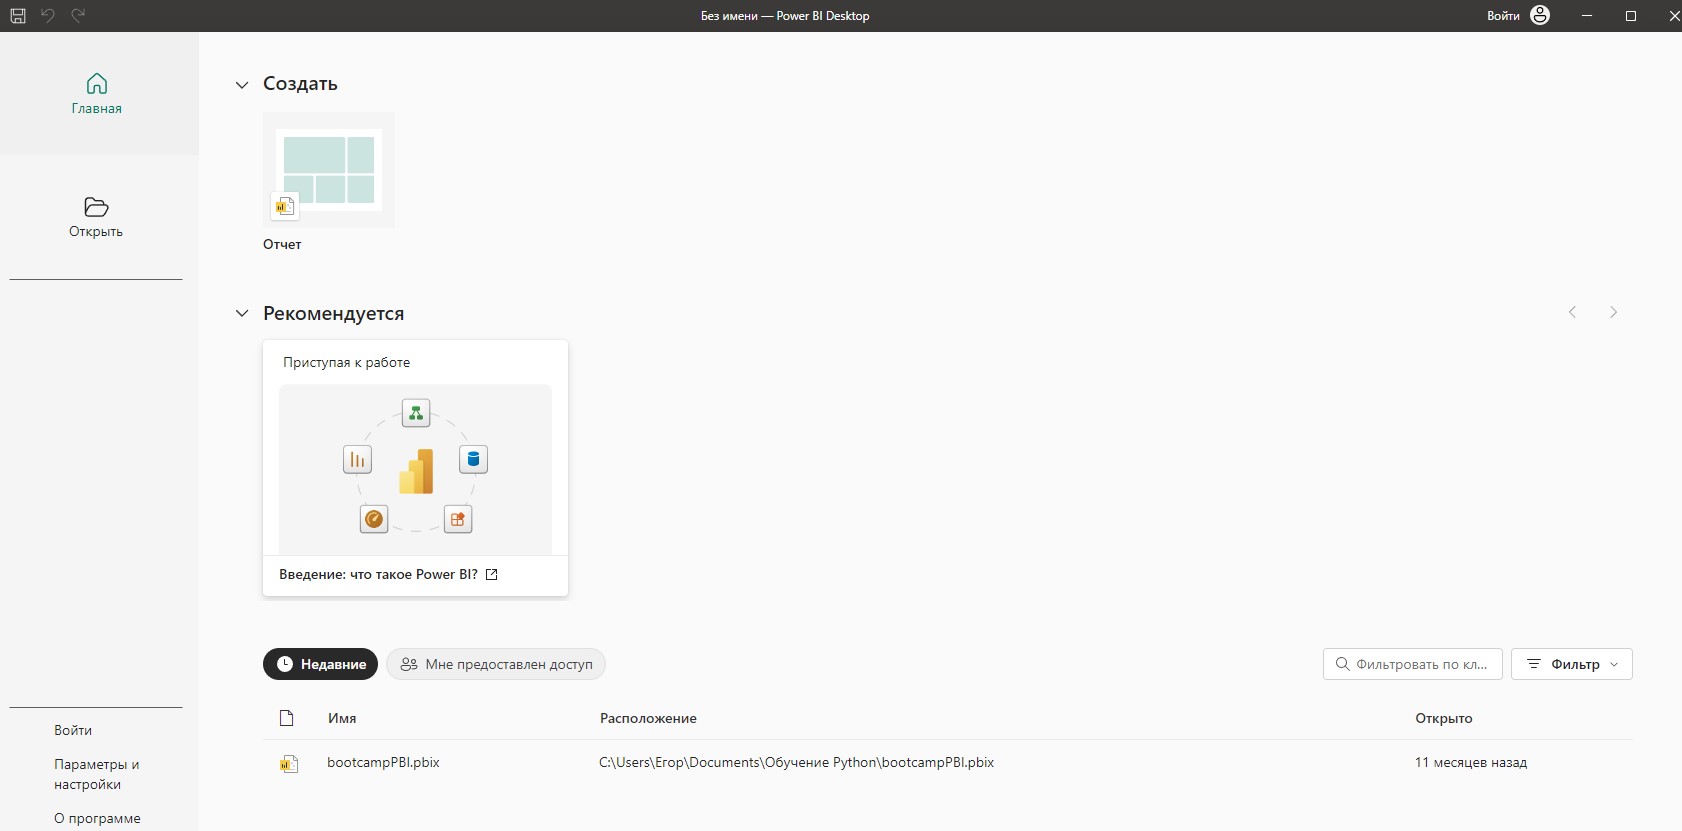 Без имени — Power BI Desktop
Войти
Главная
Открыть
Создать
Отчет
Рекомендуется
Приступая к работе
Введение: что такое Power BI?
Недавние
Мне предоставлен доступ
Фильтровать по кл...
Фильтр
Имя Расположение Открыто
bootcampPBI.pbix C:\Users\Егор\Documents\Обучение Python\bootcampPBI.pbix 11 месяцев назад
Войти
Параметры и
настройки
О программе